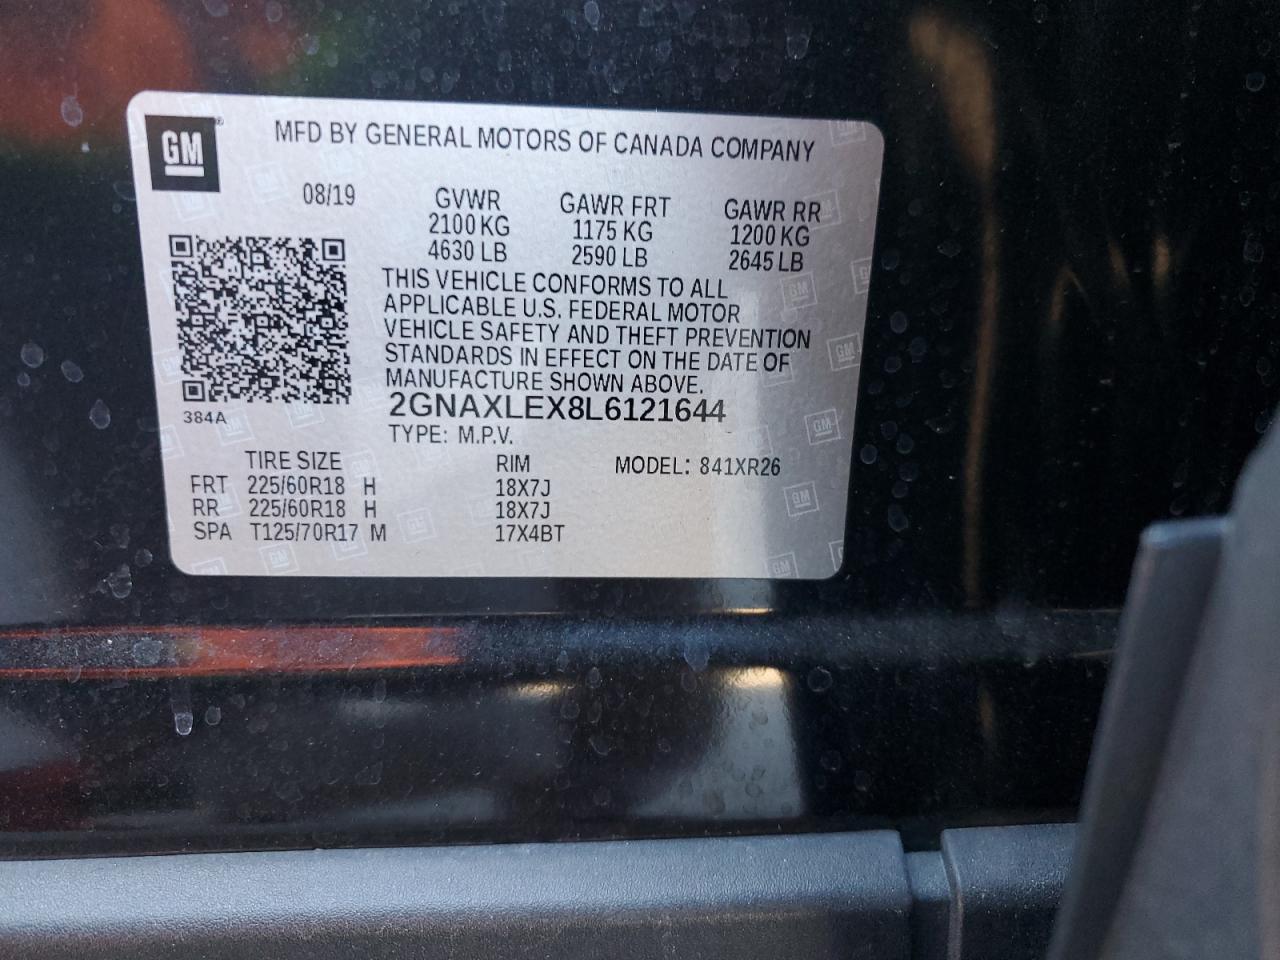 GM®
MFD BY GENERAL MOTORS OF CANADA COMPANY
08/19 GVWR GAWR FRT GAWR RR
2100 KG 1175 KG 1200 KG
4630 LB 2590 LB 2645 LB
THIS VEHICLE CONFORMS TO ALL
APPLICABLE U.S. FEDERAL MOTOR
VEHICLE SAFETY AND THEFT PREVENTION
STANDARDS IN EFFECT ON THE DATE OF
MANUFACTURE SHOWN ABOVE.
384A 2GNAXLEX8L6121644
TYPE: M.P.V.
TIRE SIZE RIM MODEL: 841XR26
FRT 225/60R18 H 18X7J
RR 225/60R18 H 18X7J
SPA T125/70R17 M 17X4BT